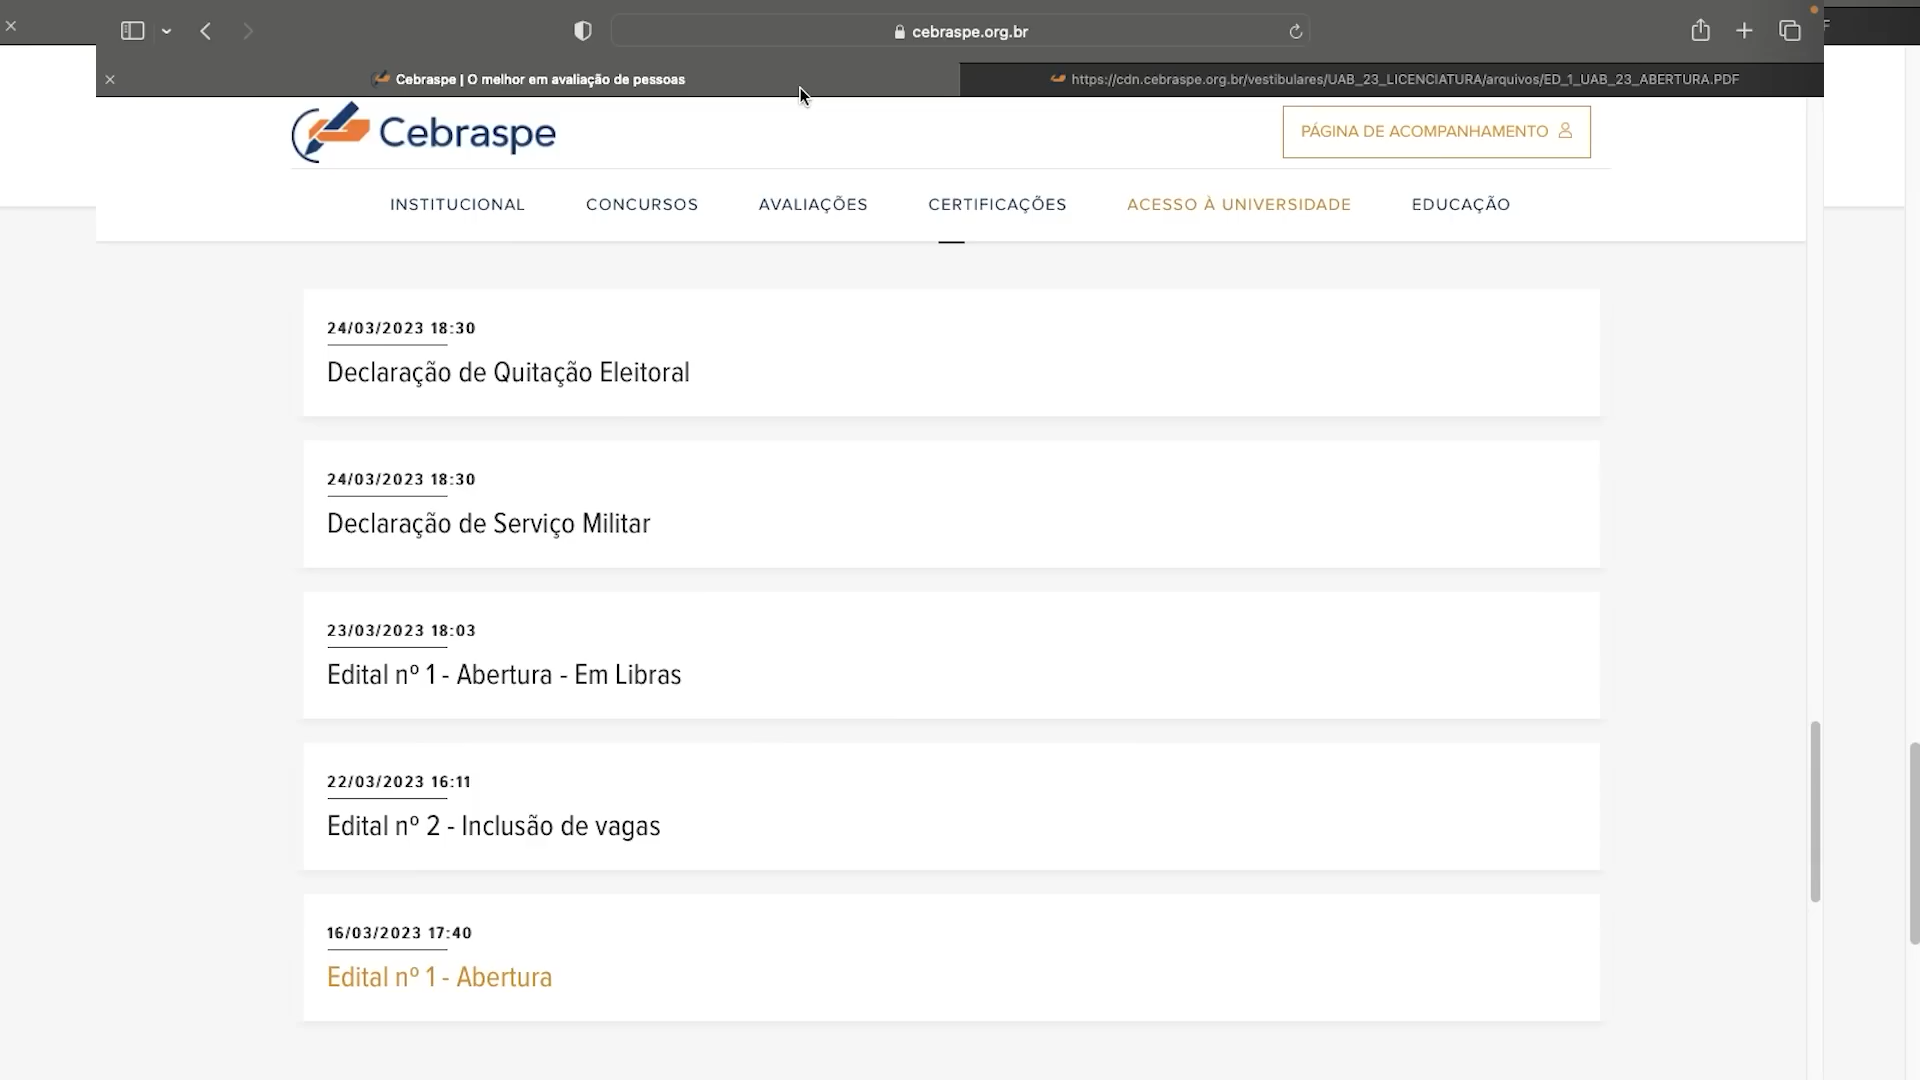 cebraspe.org.br
Cebraspe | O melhor em avaliação de pessoas
https://cdn.cebraspe.org.br/vestibulares/UAB_23_LICENCIATURA/arquivos/ED_1_UAB_23_ABERTURA.PDF
Cebraspe
PÁGINA DE ACOMPANHAMENTO
INSTITUCIONAL CONCURSOS AVALIAÇÕES CERTIFICAÇÕES ACESSO À UNIVERSIDADE EDUCAÇÃO
24/03/2023 18:30
Declaração de Quitação Eleitoral
24/03/2023 18:30
Declaração de Serviço Militar
23/03/2023 18:03
Edital nº 1 - Abertura - Em Libras
22/03/2023 16:11
Edital nº 2 - Inclusão de vagas
16/03/2023 17:40
Edital nº 1 - Abertura